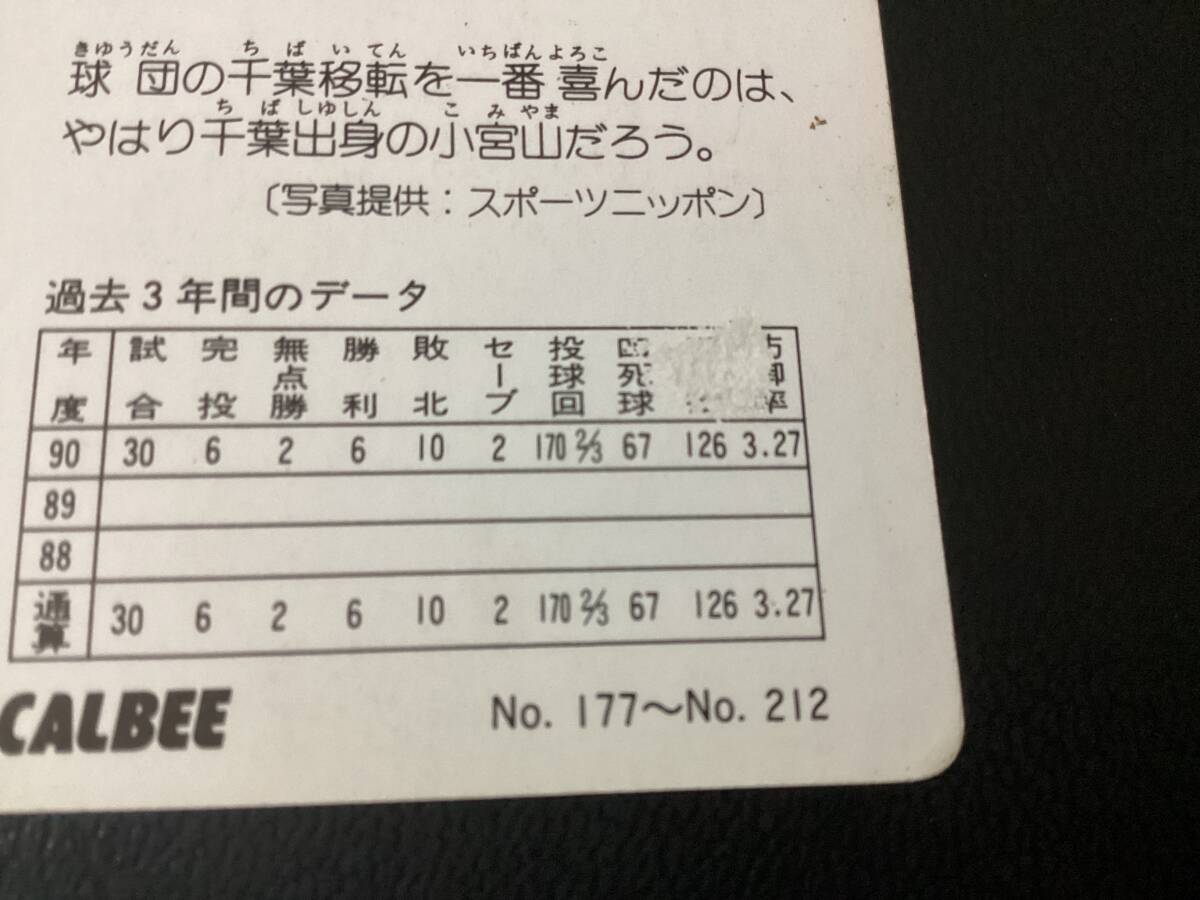 きゅうだん ちばいてん いちばんよろこ
球団の千葉移転を一番喜んだのは、
ちばしゅしん こみやま
やはり千葉出身の小宮山だろう。
〔写真提供：スポーツニッポン〕
過去3年間のデータ
年度 試合 完投 無点勝 勝利 敗北 セーブ 投球回 死球
90 30 6 2 6 10 2 170 2/3 67 126 3.27
89
88
通算 30 6 2 6 10 2 170 2/3 67 126 3.27
CALBEE No. 177〜No. 212